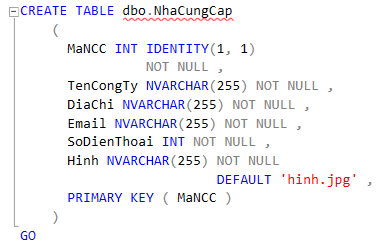 CREATE TABLE dbo.NhaCungCap
(
MaNCC INT IDENTITY(1, 1)
NOT NULL ,
TenCongTy NVARCHAR(255) NOT NULL ,
DiaChi NVARCHAR(255) NOT NULL ,
Email NVARCHAR(255) NOT NULL ,
SoDienThoai INT NOT NULL ,
Hinh NVARCHAR(255) NOT NULL
DEFAULT 'hinh.jpg' ,
PRIMARY KEY ( MaNCC )
)
GO